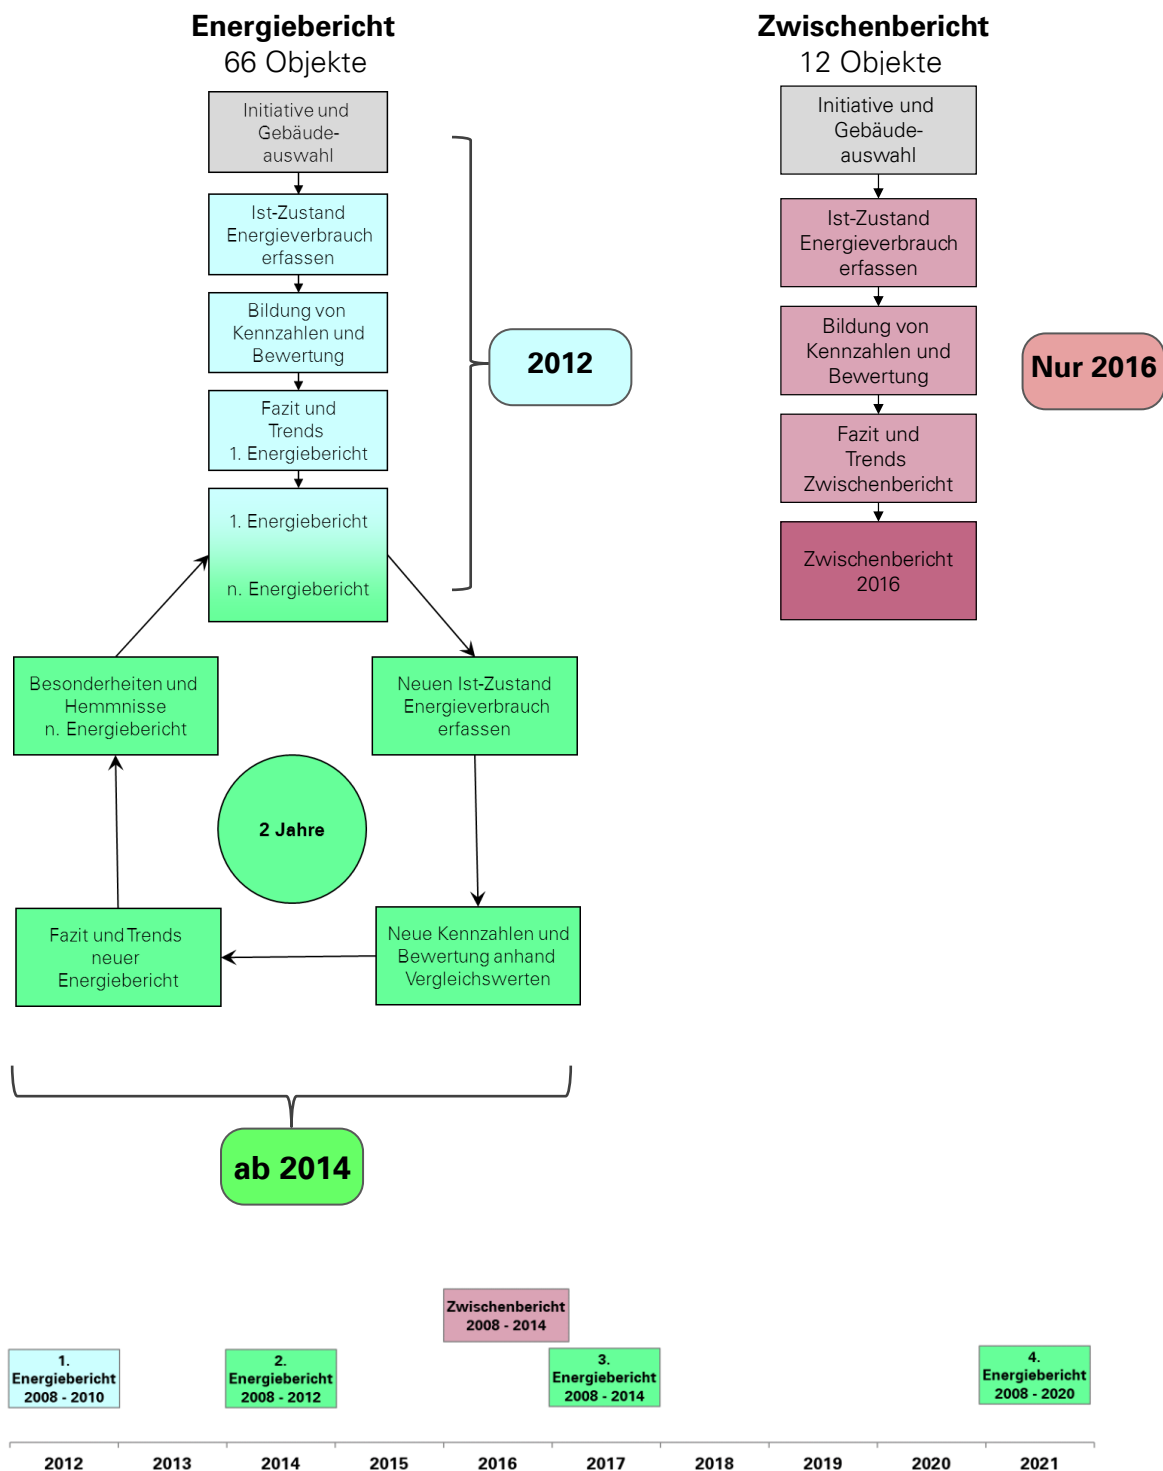 Energiebericht
66 Objekte
Initiative und
Gebäude-
auswahl
Ist-Zustand
Energieverbrauch
erfassen
Bildung von
Kennzahlen und
Bewertung
Fazit und
Trends
1. Energiebericht
1. Energiebericht
n. Energiebericht
2012
Zwischenbericht
12 Objekte
Initiative und
Gebäude-
auswahl
Ist-Zustand
Energieverbrauch
erfassen
Bildung von
Kennzahlen und
Bewertung
Fazit und
Trends
Zwischenbericht
Zwischenbericht
2016
Nur 2016
Besonderheiten und
Hemmnisse
n. Energiebericht
Neuen Ist-Zustand
Energieverbrauch
erfassen
2 Jahre
Fazit und Trends
neuer
Energiebericht
Neue Kennzahlen und
Bewertung anhand
Vergleichswerten
ab 2014
Zwischenbericht
2008 - 2014
1.
Energiebericht
2008 - 2010
2.
Energiebericht
2008 - 2012
3.
Energiebericht
2008 - 2014
4.
Energiebericht
2008 - 2020
2012 2013 2014 2015 2016 2017 2018 2019 2020 2021